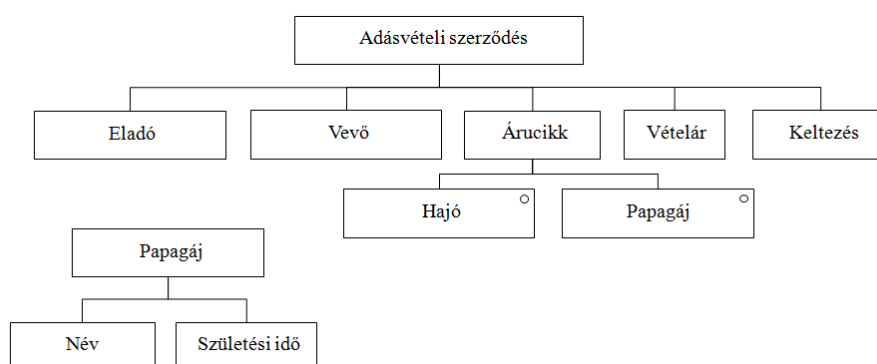 Adásvételi szerződés
Eladó
Vevő
Árucikk
Vételár
Keltezés
Hajó
Papagáj
Papagáj
Név
Születési idő